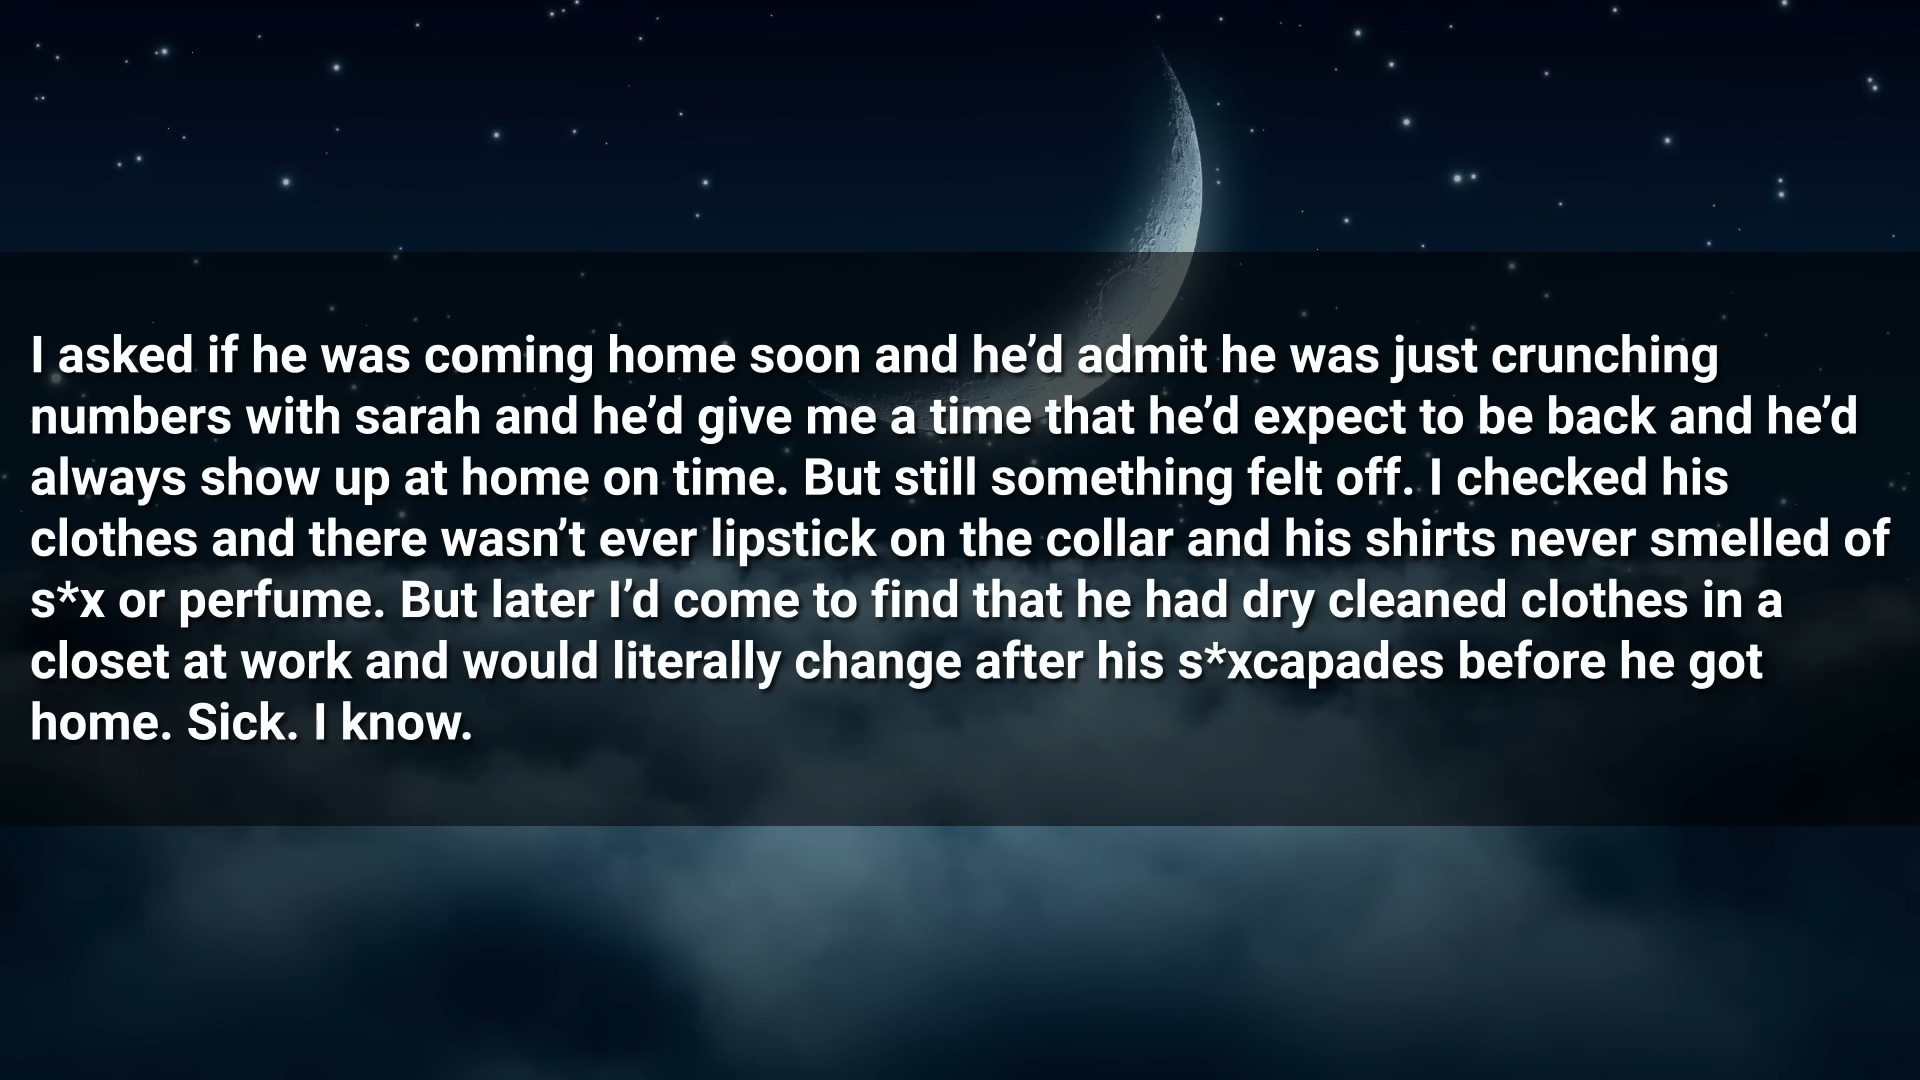 I asked if he was coming home soon and he’d admit he was just crunching
numbers with sarah and he’d give me a time that he’d expect to be back and he’d
always show up at home on time. But still something felt off. I checked his
clothes and there wasn’t ever lipstick on the collar and his shirts never smelled of
s*x or perfume. But later I’d come to find that he had dry cleaned clothes in a
closet at work and would literally change after his s*xcapades before he got
home. Sick. I know.